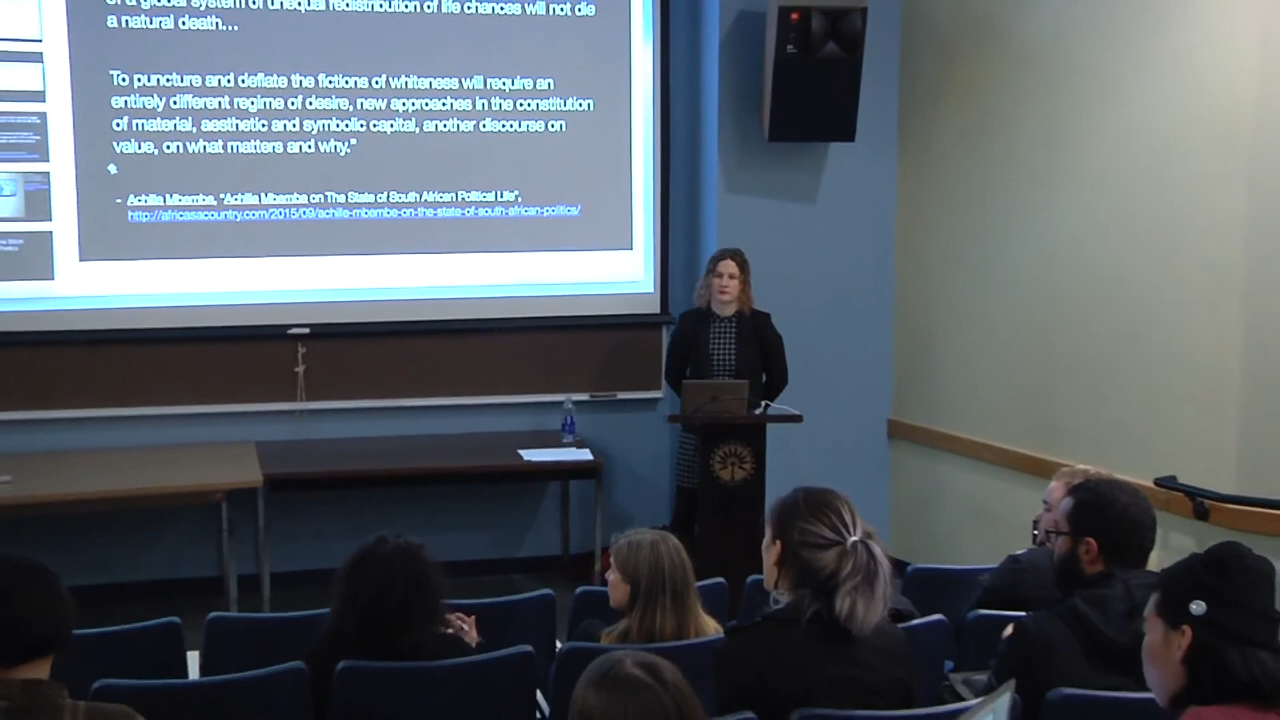 of a global system of unequal redistribution of life chances will not die
a natural death…
To puncture and deflate the fictions of whiteness will require an
entirely different regime of desire, new approaches in the constitution
of material, aesthetic and symbolic capital, another discourse on
value, on what matters and why."
- Achille Mbembe, "Achille Mbembe on The State of South African Political Life",
http://africasacountry.com/2015/09/achille-mbembe-on-the-state-of-south-african-politics/